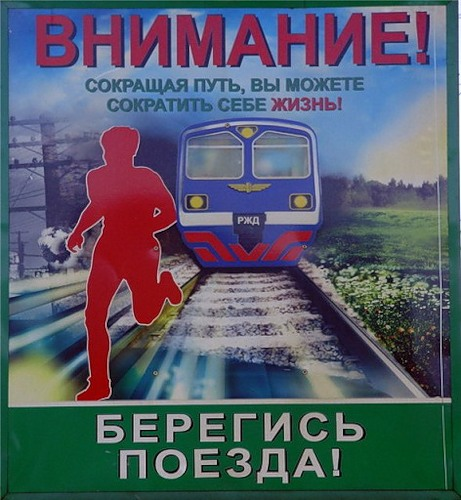 ВНИМАНИЕ!
СОКРАЩАЯ ПУТЬ, ВЫ МОЖЕТЕ
СОКРАТИТЬ СЕБЕ ЖИЗНЬ!
РЖД
БЕРЕГИСЬ
ПОЕЗДА!